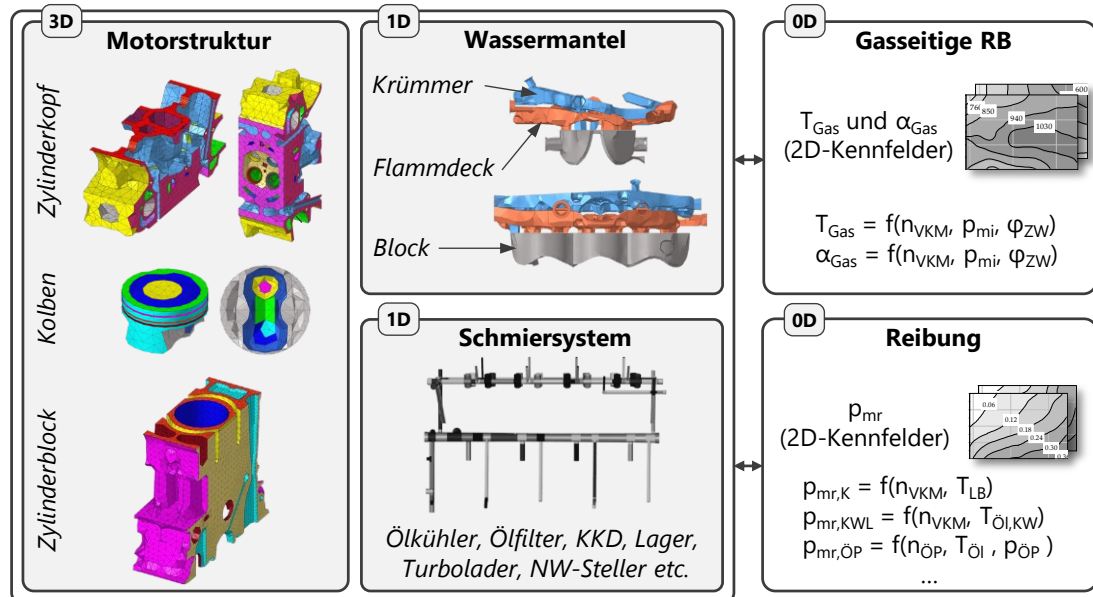 3D
Motorstruktur
Zylinderkopf
Kolben
Zylinderblock
1D
Wassermantel
Krümmer
Flammdeck
Block
1D
Schmiersystem
Ölkühler, Ölfilter, KKD, Lager,
Turbolader, NW-Steller etc.
0D
Gasseitige RB
T_Gas und α_Gas
(2D-Kennfelder)
600
760
850
940
1030
T_Gas = f(n_VKM, p_mi, φ_ZW)
α_Gas = f(n_VKM, p_mi, φ_ZW)
0D
Reibung
p_mr
(2D-Kennfelder)
0.06
0.12
0.18
0.24
0.30
p_mr,K = f(n_VKM, T_LB)
p_mr,KWL = f(n_VKM, T_Öl,KW)
p_mr,ÖP = f(n_ÖP, T_Öl , p_ÖP )
...